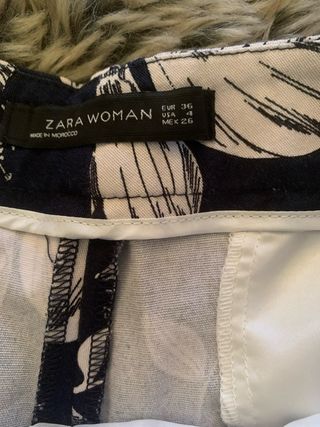 ZARA WOMAN
MADE IN MOROCCO
EUR 36
USA 4
MEX 26